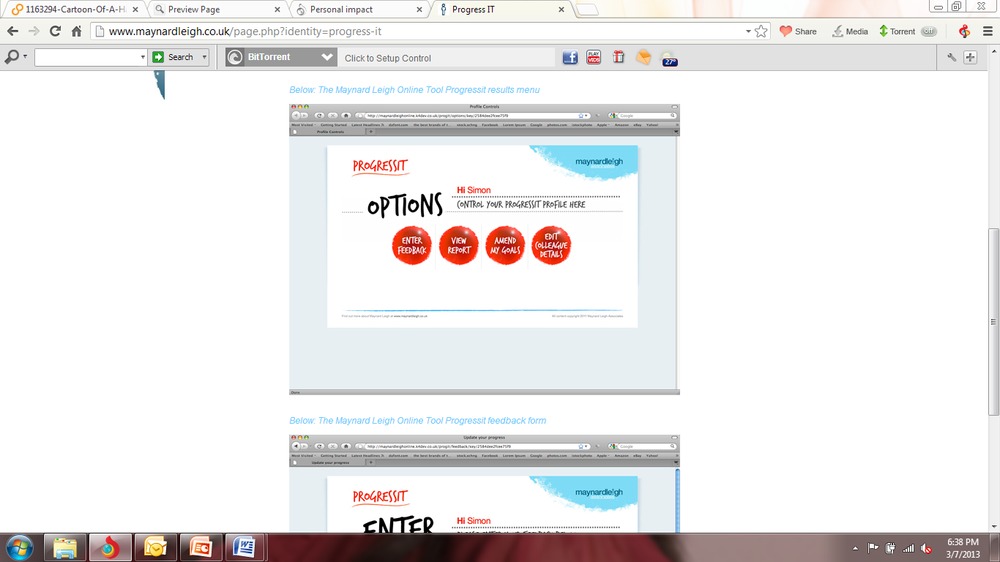 1163294-Cartoon-Of-A-Ha
Preview Page
Personal impact
Progress IT
www.maynardleigh.co.uk/page.php?identity=progress-it
Share
Media
Torrent
off
Search
BitTorrent
Click to Setup Control
PLAY VIDS
27°
Below: The Maynard Leigh Online Tool Progressit results menu
Profile Controls
http://maynardleighonline.k4dev.co.uk/progit/options/key/2584dee2fcee75f9
Google
Most Visited Getting Started Latest Headlines dafont.com the best brands of t... stock.xchng Facebook Lorem Ipsum Google photos.com istockphoto Apple Amazon eBay Yahoo!
Profile Controls
PROGRESSIT
maynardleigh
associates
Hi Simon
OPTIONS
CONTROL YOUR PROGRESSIT PROFILE HERE
ENTER FEEDBACK
VIEW REPORT
AMEND MY GOALS
EDIT COLLEAGUE DETAILS
Find out more about Maynard Leigh at www.maynardleigh.co.uk
All content copyright 2011 Maynard Leigh Associates
Done
Below: The Maynard Leigh Online Tool Progressit feedback form
Update your progress
http://maynardleighonline.k4dev.co.uk/progit/feedback/key/2584dee2fcee75f9
Google
Most Visited Getting Started Latest Headlines dafont.com the best brands of t... stock.xchng Facebook Lorem Ipsum Google photos.com istockphoto Apple Amazon eBay Yahoo!
Update your progress
PROGRESSIT
maynardleigh
associates
Hi Simon
ENTER
6:38 PM
3/7/2013